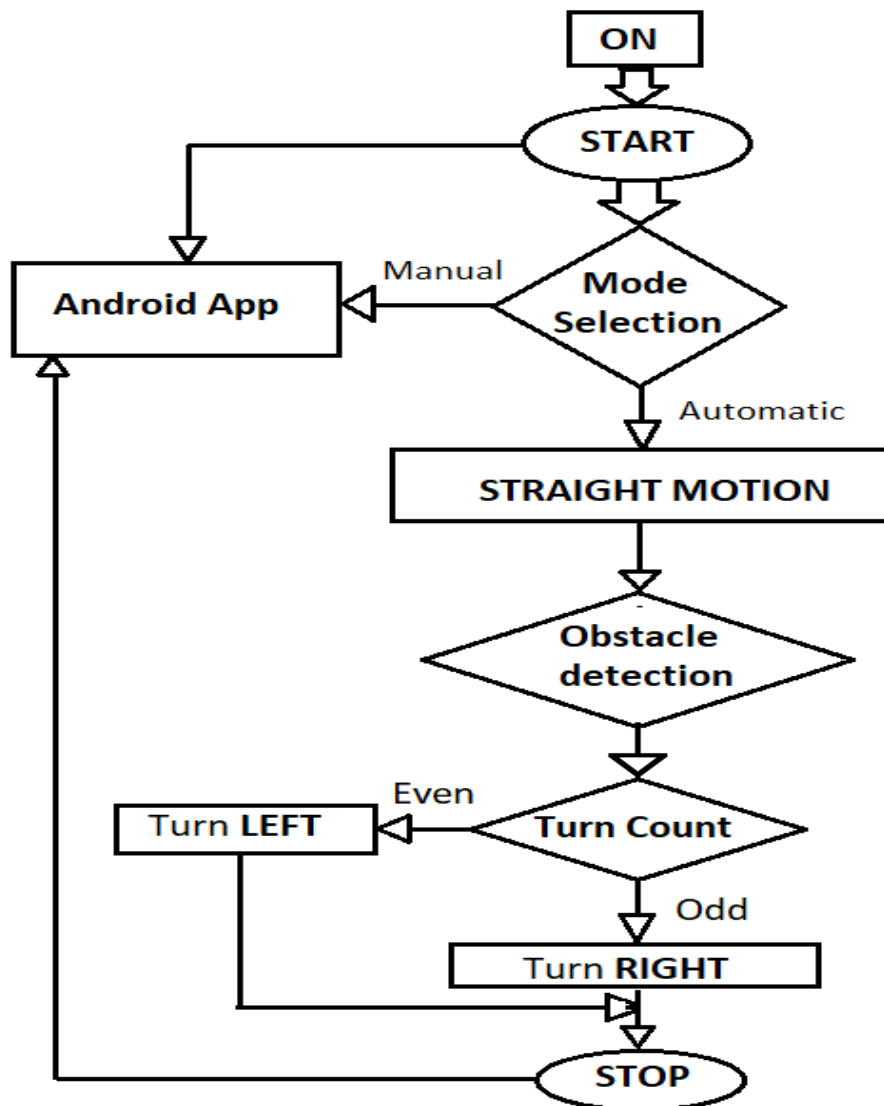 ON
START
Manual
Mode
Selection
Android App
Automatic
STRAIGHT MOTION
Obstacle
detection
Even
Turn LEFT
Turn Count
Odd
Turn RIGHT
STOP